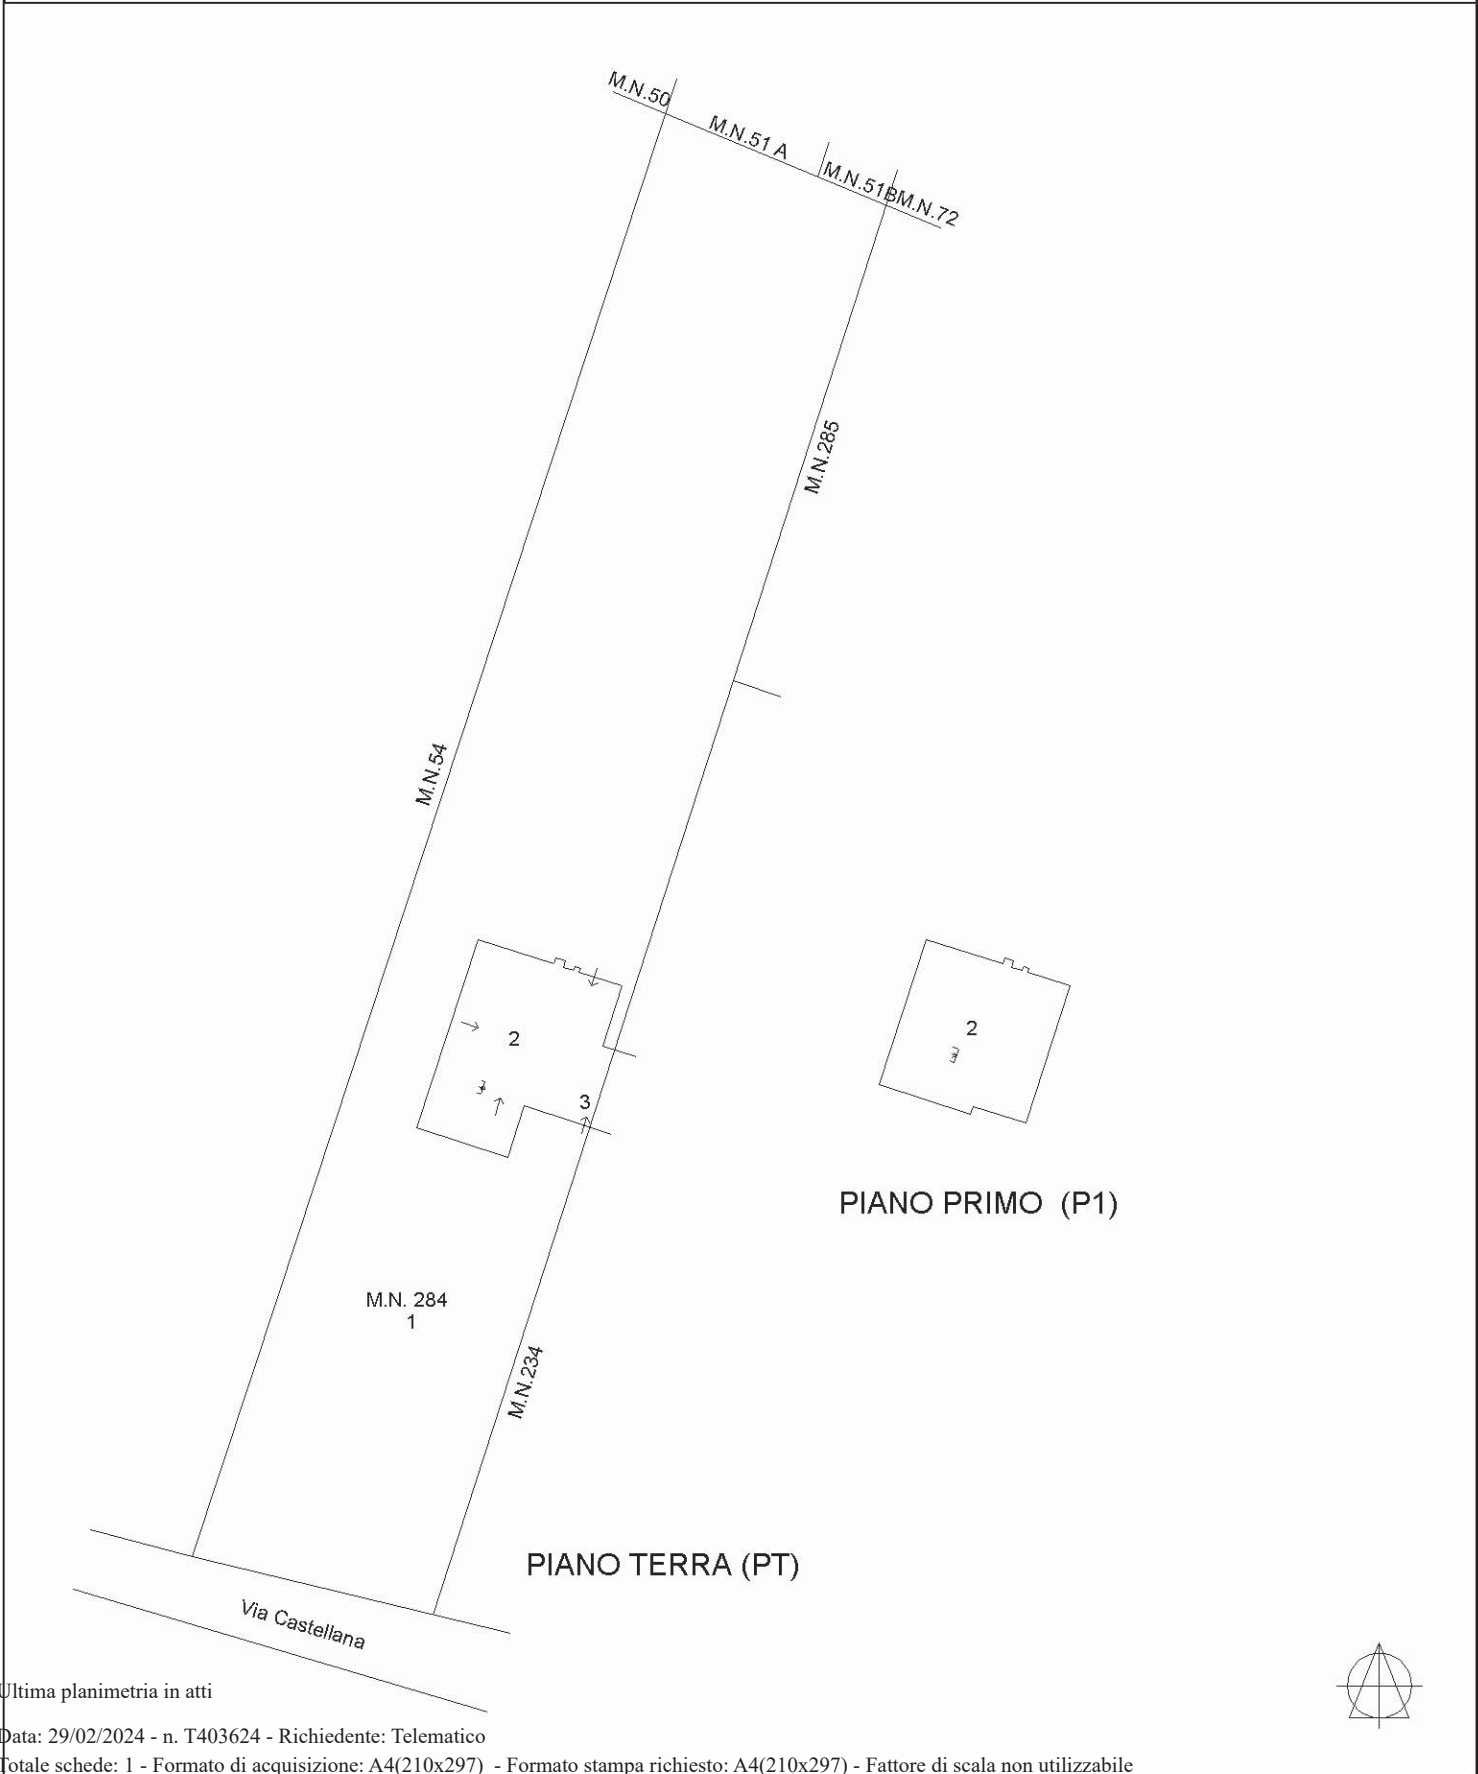 M.N.50
M.N.51 A
M.N.51B
M.N.72
M.N.285
M.N.54
2
3
2
PIANO PRIMO (P1)
M.N. 284
1
M.N.234
PIANO TERRA (PT)
Via Castellana
Ultima planimetria in atti
Data: 29/02/2024 - n. T403624 - Richiedente: Telematico
Totale schede: 1 - Formato di acquisizione: A4(210x297) - Formato stampa richiesto: A4(210x297) - Fattore di scala non utilizzabile